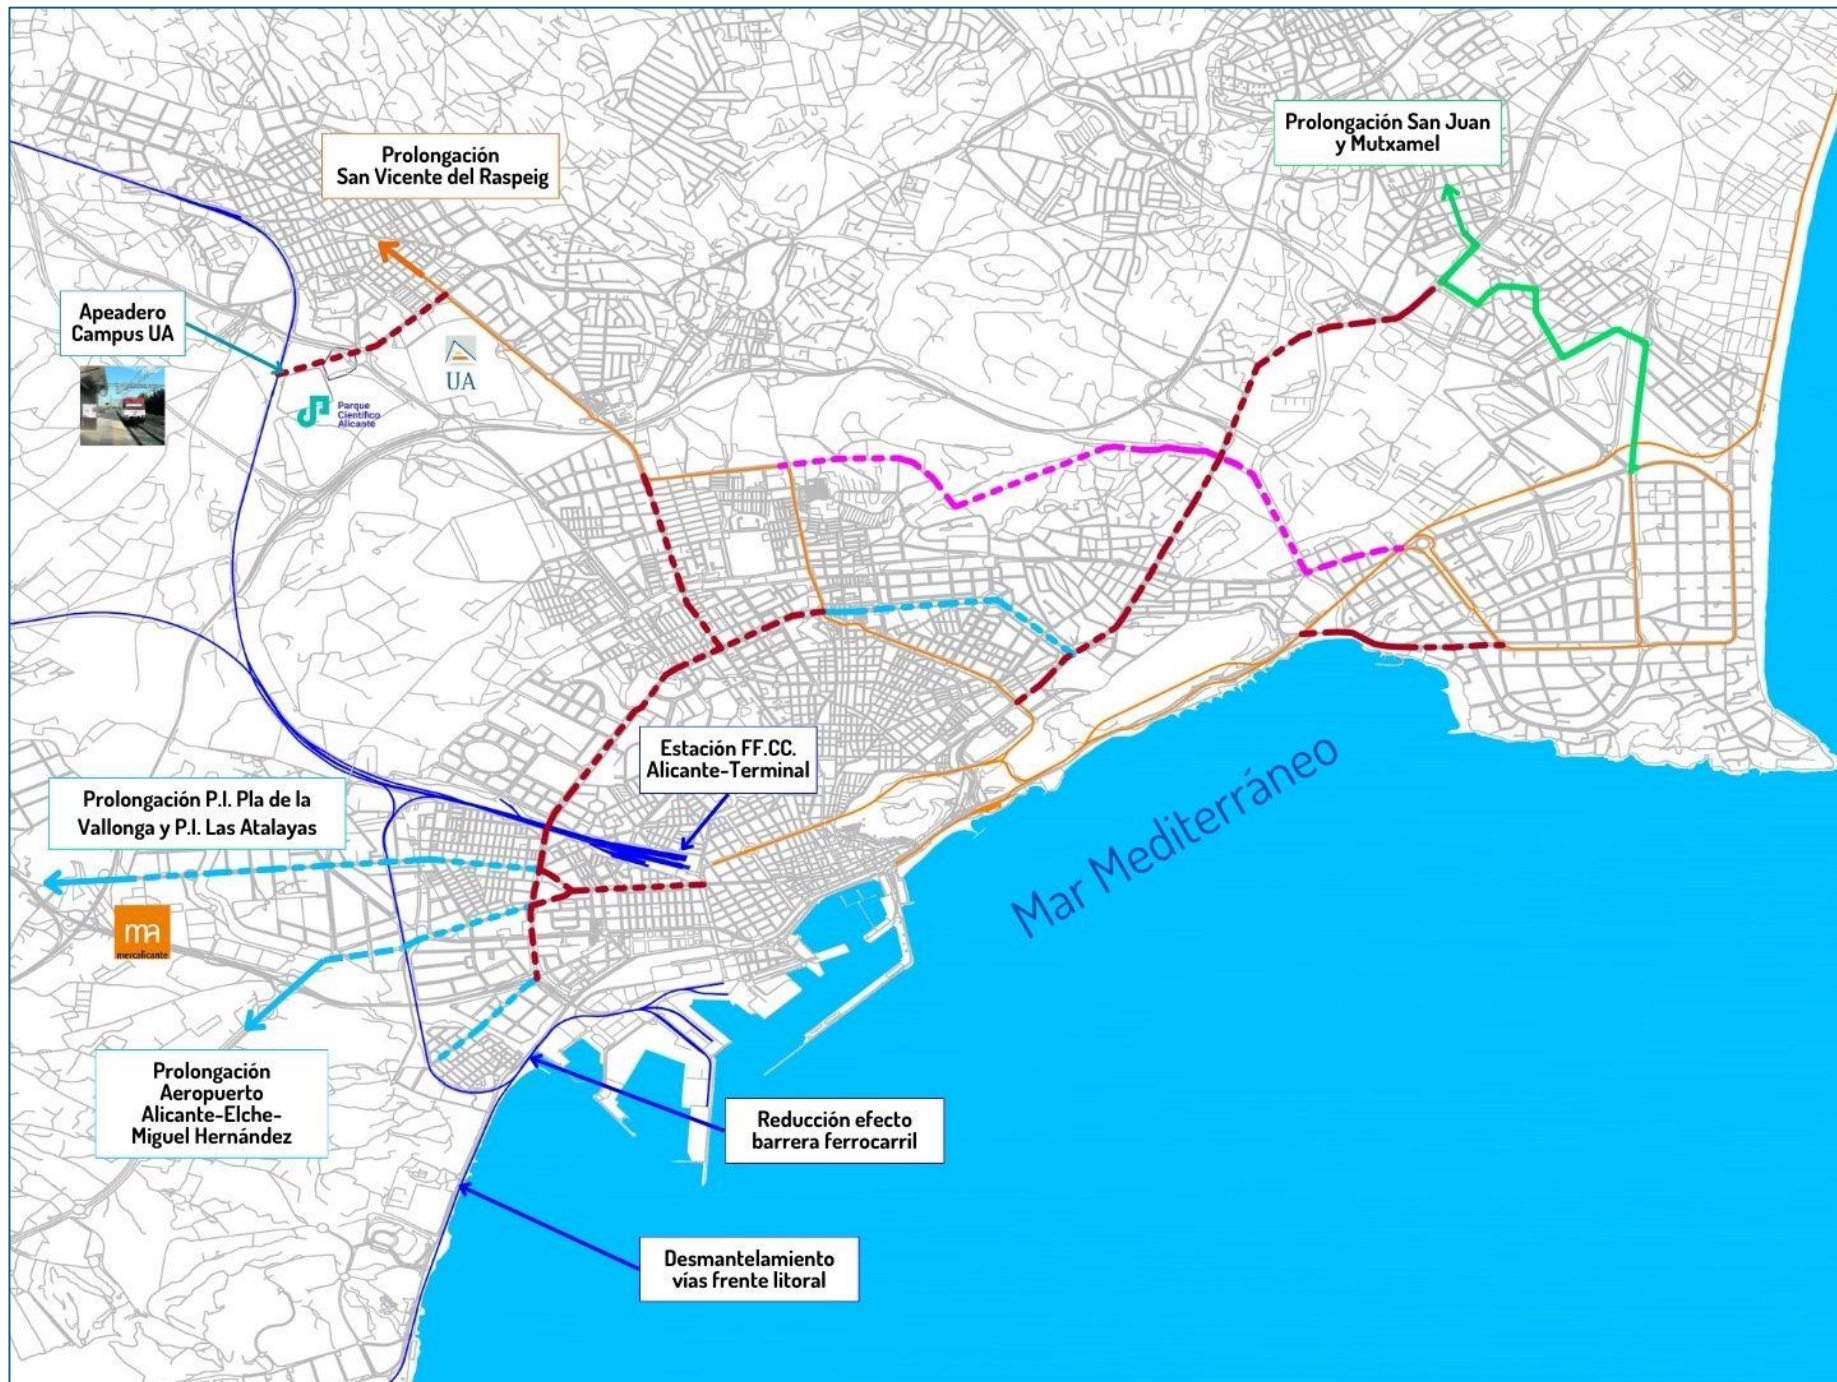 Prolongación San Juan
y Mutxamel
Prolongación
San Vicente del Raspeig
Apeadero
Campus UA
UA
Parque
Científico
Alicante
Estación FF.CC.
Alicante-Terminal
Prolongación P.I. Pla de la
Vallonga y P.I. Las Atalayas
Mar Mediterráneo
ma
mercalicante
Prolongación
Aeropuerto
Alicante-Elche-
Miguel Hernández
Reducción efecto
barrera ferrocarril
Desmantelamiento
vías frente litoral